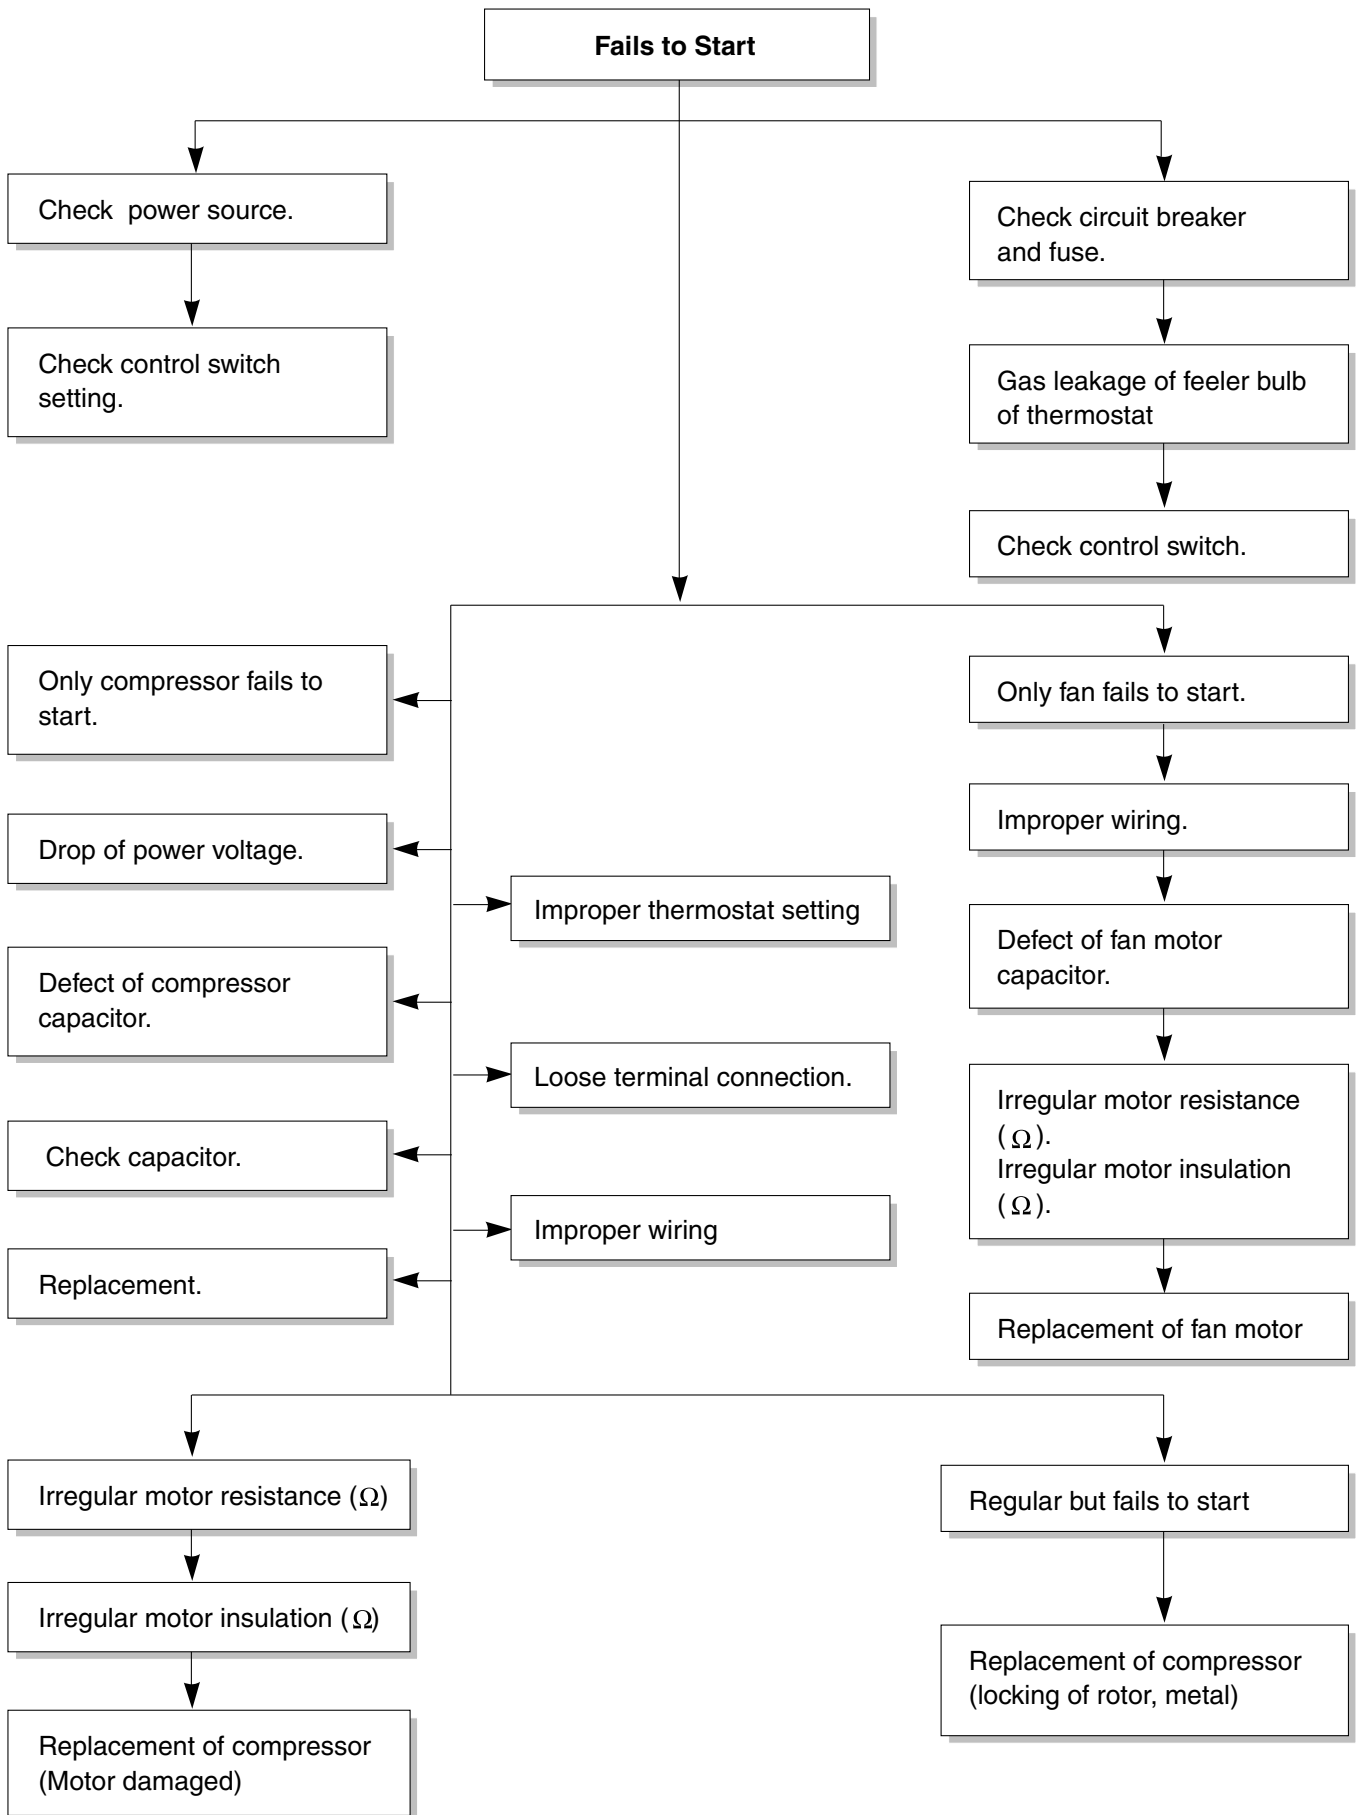 Fails to Start
Check power source.
Check circuit breaker
and fuse.
Check control switch
setting.
Gas leakage of feeler bulb
of thermostat
Check control switch.
Only compressor fails to
start.
Only fan fails to start.
Drop of power voltage.
Improper wiring.
Improper thermostat setting
Defect of compressor
capacitor.
Defect of fan motor
capacitor.
Loose terminal connection.
Irregular motor resistance
(Ω).
Irregular motor insulation
(Ω).
Check capacitor.
Improper wiring
Replacement.
Replacement of fan motor
Irregular motor resistance (Ω)
Regular but fails to start
Irregular motor insulation (Ω)
Replacement of compressor
(locking of rotor, metal)
Replacement of compressor
(Motor damaged)